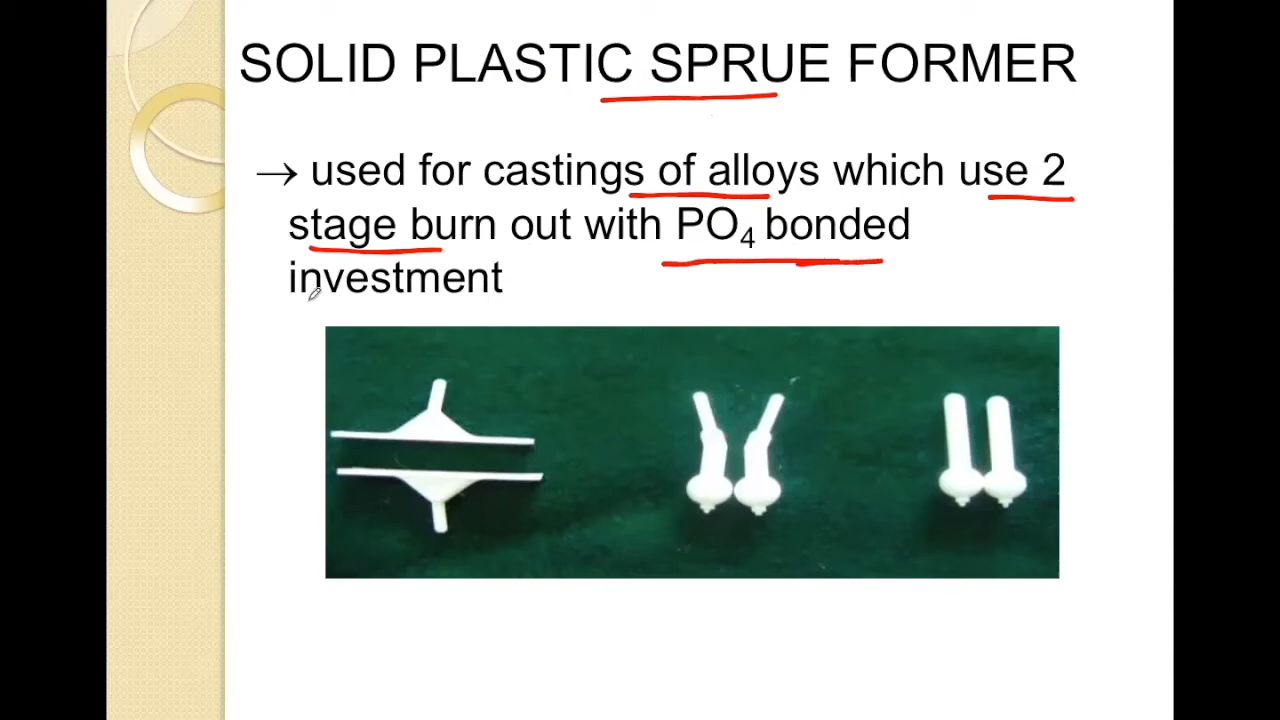 SOLID PLASTIC SPRUE FORMER
→ used for castings of alloys which use 2
stage burn out with PO₄ bonded
investment